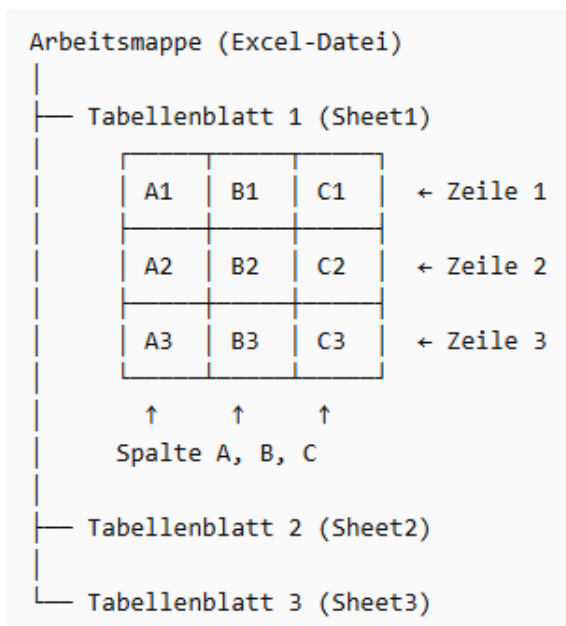 Arbeitsmappe (Excel-Datei)
Tabellenblatt 1 (Sheet1)
A1 B1 C1 ← Zeile 1
A2 B2 C2 ← Zeile 2
A3 B3 C3 ← Zeile 3
↑ ↑ ↑
Spalte A, B, C
Tabellenblatt 2 (Sheet2)
Tabellenblatt 3 (Sheet3)